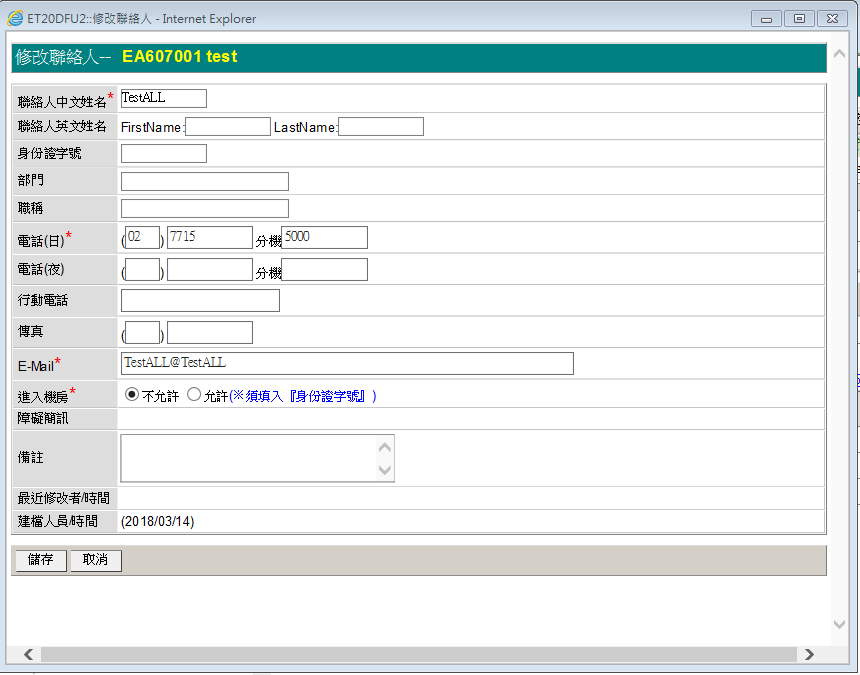 ET20DFU2::修改聯絡人 - Internet Explorer
修改聯絡人-- EA607001 test
聯絡人中文姓名* TestALL
聯絡人英文姓名 FirstName: LastName:
身份證字號
部門
職稱
電話(日)* (02) 7715 分機 5000
電話(夜) ( ) 分機
行動電話
傳真 ( )
E-Mail* TestALL@TestALL
進入機房* 不允許 允許(※須填入『身份證字號』)
障礙簡訊
備註
最近修改者/時間
建檔人員/時間 (2018/03/14)
儲存 取消